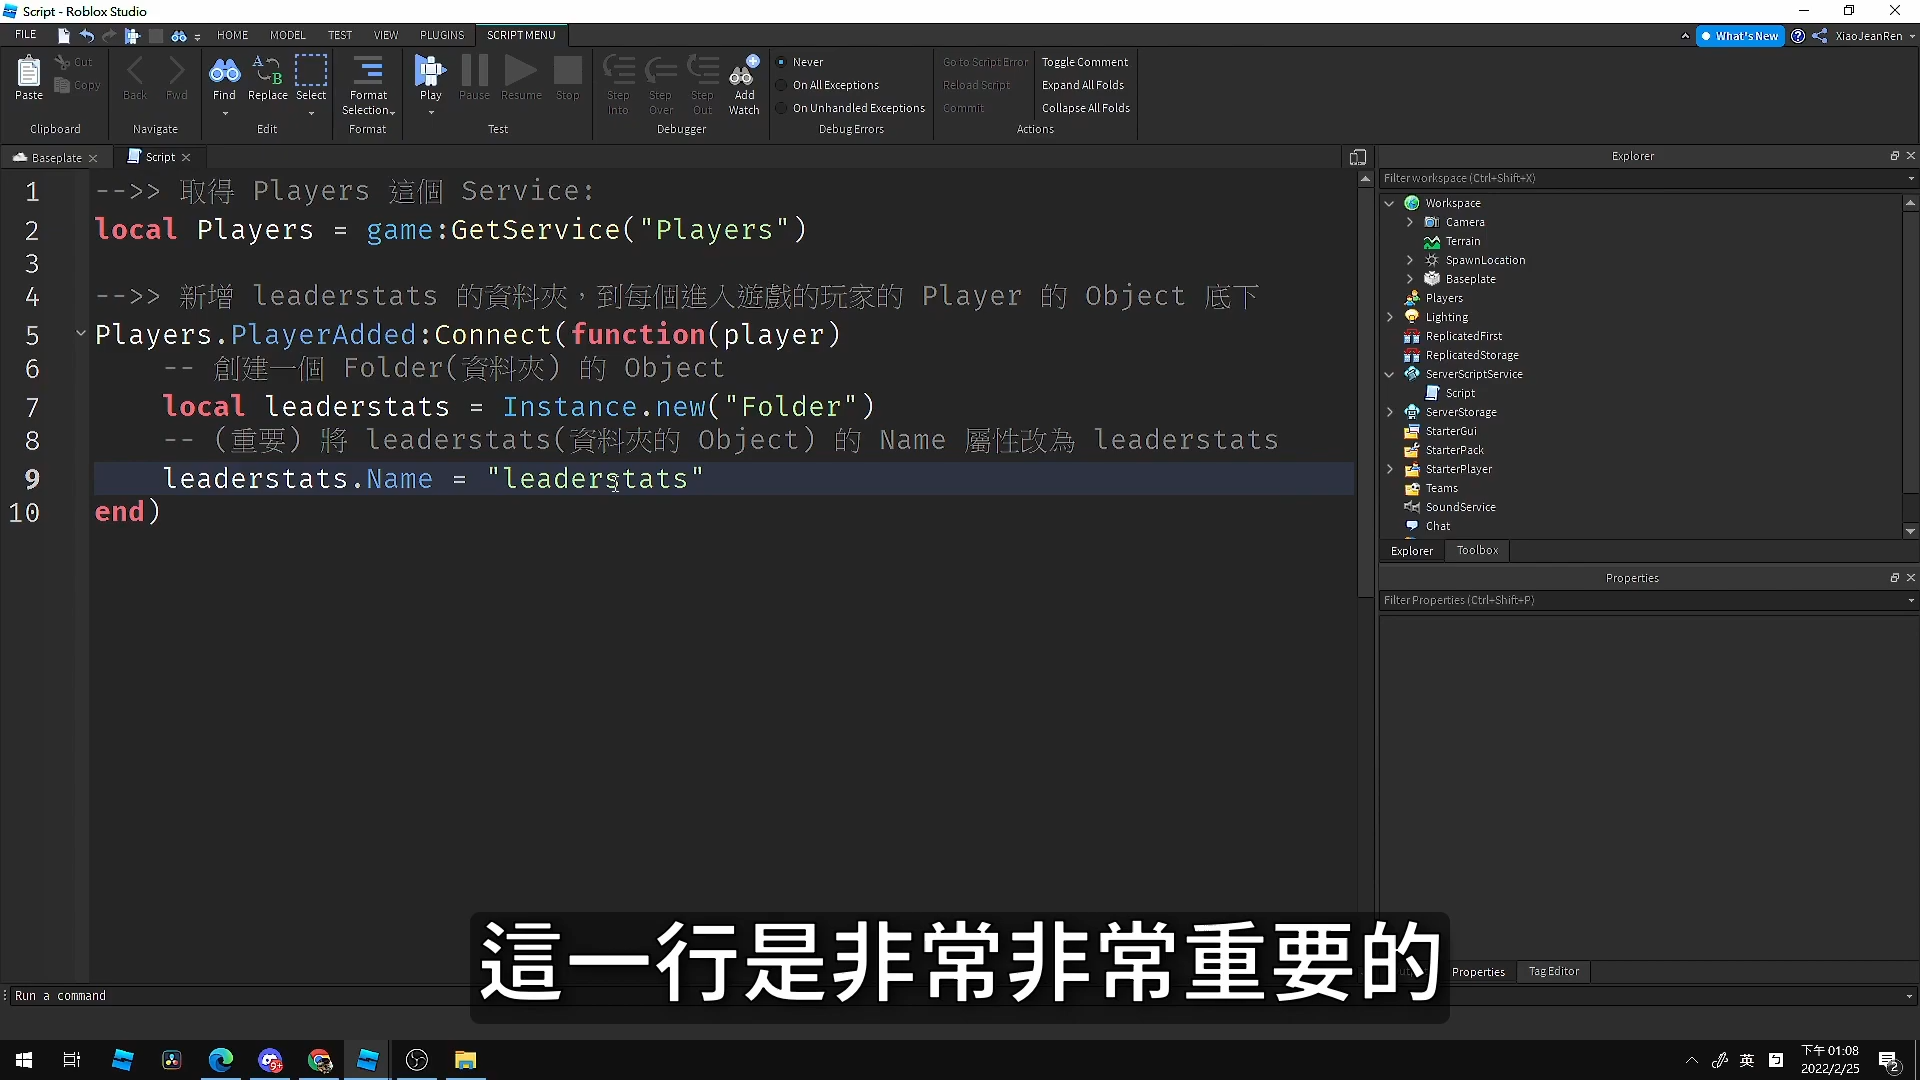 Script - Roblox Studio
FILE HOME MODEL TEST VIEW PLUGINS SCRIPT MENU What's New XiaoJeanRen
Paste Cut Copy Back Fwd Find Replace Select Format Selection Play Pause Resume Stop Step Into Step Over Step Out Add Watch
Never
On All Exceptions
On Unhandled Exceptions
Go to Script Error
Reload Script
Commit
Toggle Comment
Expand All Folds
Collapse All Folds
Clipboard Navigate Edit Format Test Debugger Debug Errors Actions
Baseplate Script
1 -->> 取得 Players 這個 Service:
2 local Players = game:GetService("Players")
3
4 -->> 新增 leaderstats 的資料夾，到每個進入遊戲的玩家的 Player 的 Object 底下
5 Players.PlayerAdded:Connect(function(player)
6 -- 創建一個 Folder(資料夾) 的 Object
7 local leaderstats = Instance.new("Folder")
8 -- (重要) 將 leaderstats(資料夾的 Object) 的 Name 屬性改為 leaderstats
9 leaderstats.Name = "leaderstats"
10 end)
Explorer
Filter workspace (Ctrl+Shift+X)
Workspace
Camera
Terrain
SpawnLocation
Baseplate
Players
Lighting
ReplicatedFirst
ReplicatedStorage
ServerScriptService
Script
ServerStorage
StarterGui
StarterPack
StarterPlayer
Teams
SoundService
Chat
Explorer Toolbox
Properties
Filter Properties (Ctrl+Shift+P)
Properties Tag Editor
這一行是非常非常重要的
Run a command
9+
英
下午 01:08
2022/2/25
2